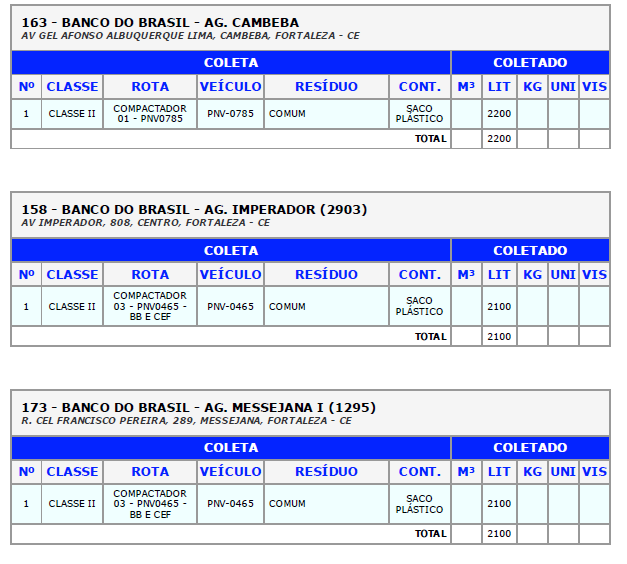 163 - BANCO DO BRASIL - AG. CAMBEBA
AV GEL AFONSO ALBUQUERQUE LIMA, CAMBEBA, FORTALEZA - CE
COLETA COLETADO
Nº CLASSE ROTA VEÍCULO RESÍDUO CONT. M³ LIT KG UNI VIS
1 CLASSE II COMPACTADOR 01 - PNV0785 PNV-0785 COMUM SACO PLÁSTICO 2200
TOTAL 2200
158 - BANCO DO BRASIL - AG. IMPERADOR (2903)
AV IMPERADOR, 808, CENTRO, FORTALEZA - CE
COLETA COLETADO
Nº CLASSE ROTA VEÍCULO RESÍDUO CONT. M³ LIT KG UNI VIS
1 CLASSE II COMPACTADOR 03 - PNV0465 - BB E CEF PNV-0465 COMUM SACO PLÁSTICO 2100
TOTAL 2100
173 - BANCO DO BRASIL - AG. MESSEJANA I (1295)
R. CEL FRANCISCO PEREIRA, 289, MESSEJANA, FORTALEZA - CE
COLETA COLETADO
Nº CLASSE ROTA VEÍCULO RESÍDUO CONT. M³ LIT KG UNI VIS
1 CLASSE II COMPACTADOR 03 - PNV0465 - BB E CEF PNV-0465 COMUM SACO PLÁSTICO 2100
TOTAL 2100